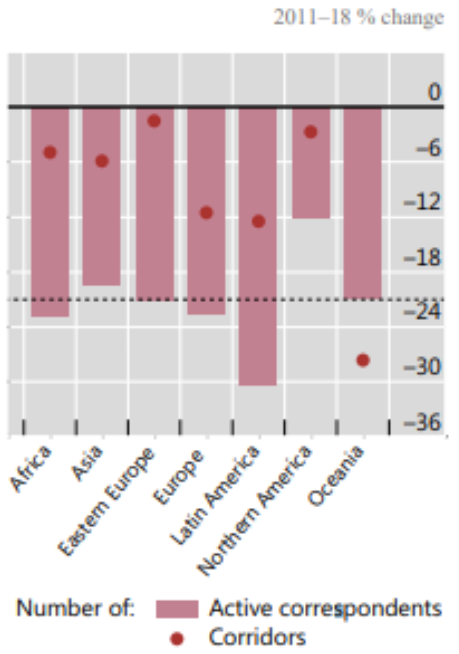 2011–18 % change
0
–6
–12
–18
–24
–30
–36
Africa
Asia
Eastern Europe
Europe
Latin America
Northern America
Oceania
Number of:
Active correspondents
Corridors